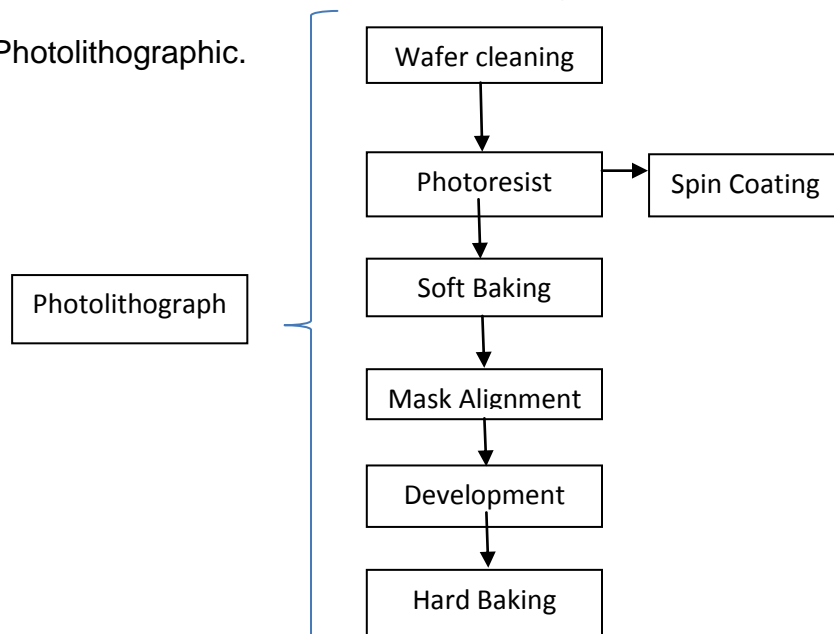 Photolithographic.
Wafer cleaning
Photoresist
Spin Coating
Soft Baking
Photolithograph
Mask Alignment
Development
Hard Baking